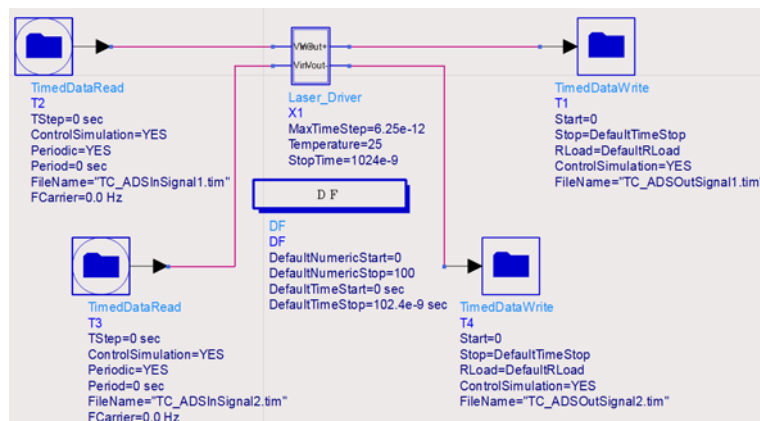 Vout+
Vout-
TimedDataRead
T2
TStep=0 sec
ControlSimulation=YES
Periodic=YES
Period=0 sec
FileName="TC_ADSInSignal1.tim"
FCarrier=0.0 Hz
Laser_Driver
X1
MaxTimeStep=6.25e-12
Temperature=25
StopTime=1024e-9
TimedDataWrite
T1
Start=0
Stop=DefaultTimeStop
RLoad=DefaultRLoad
ControlSimulation=YES
FileName="TC_ADSOutSignal1.tim"
D F
DF
DF
DefaultNumericStart=0
DefaultNumericStop=100
DefaultTimeStart=0 sec
DefaultTimeStop=102.4e-9 sec
TimedDataRead
T3
TStep=0 sec
ControlSimulation=YES
Periodic=YES
Period=0 sec
FileName="TC_ADSInSignal2.tim"
FCarrier=0.0 Hz
TimedDataWrite
T4
Start=0
Stop=DefaultTimeStop
RLoad=DefaultRLoad
ControlSimulation=YES
FileName="TC_ADSOutSignal2.tim"